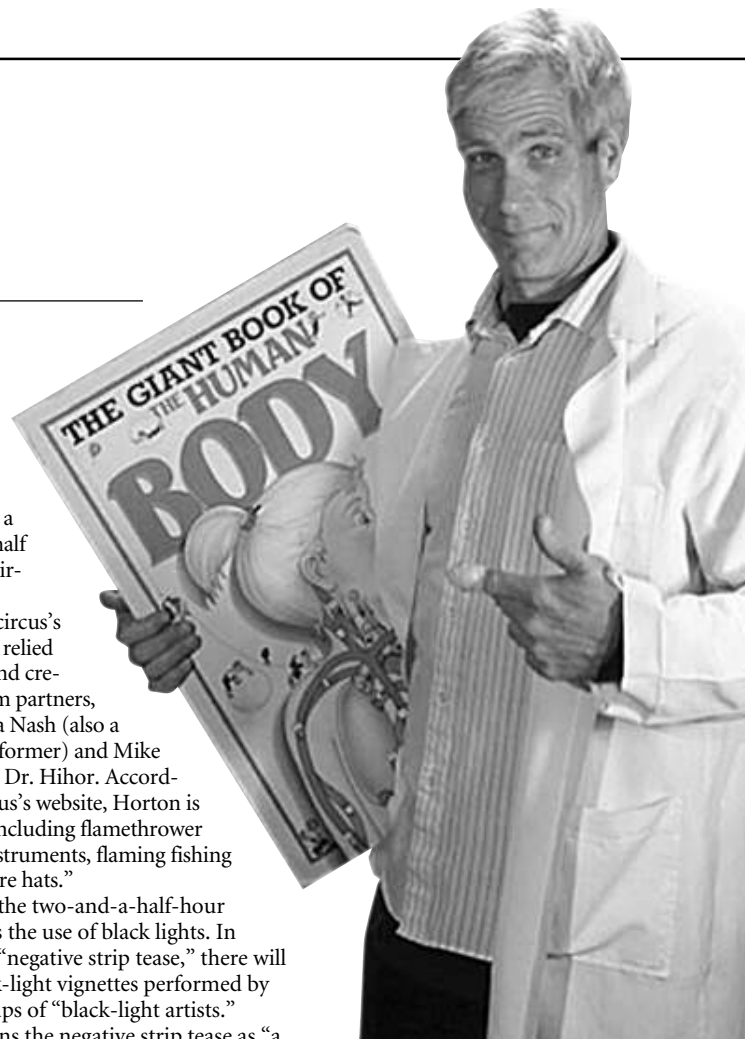 THE GIANT BOOK OF
THE HUMAN
BODY
a
half
ir-
circus's
relied
nd cre-
m partners,
a Nash (also a
former) and Mike
Dr. Hihor. Accord-
us's website, Horton is
ncluding flamethrower
struments, flaming fishing
re hats."
the two-and-a-half-hour
s the use of black lights. In
"negative strip tease," there will
k-light vignettes performed by
ups of "black-light artists."
ns the negative strip tease as "a